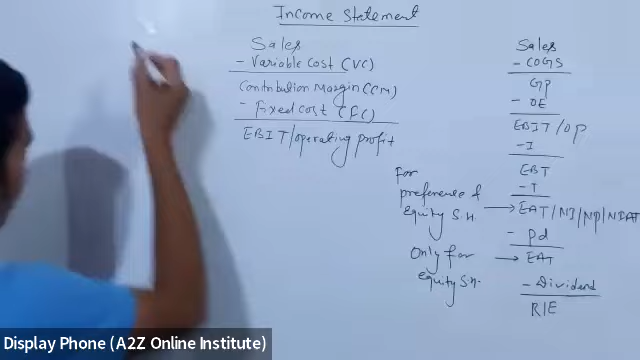 Income Statement
Sales
- Variable Cost (VC)
Contribution Margin (CM)
- Fixed Cost (FC)
EBIT/operating profit
Sales
- COGS
GP
- OE
EBIT/OP
- I
EBT
- T
EAT/NI/NP/NIAT
- pd
EAT
- Dividend
R/E
For
preference &
equity S.H.
Only for
equity S.H.
Display Phone (A2Z Online Institute)